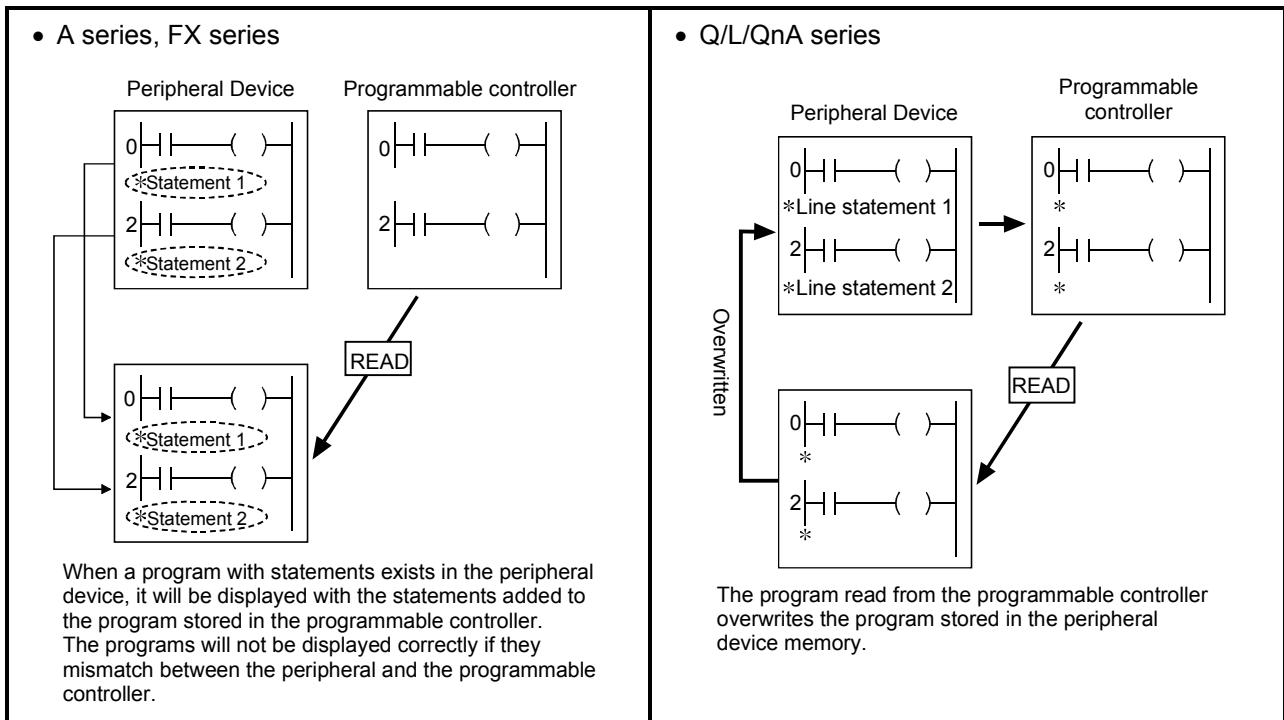 • A series, FX series
Peripheral Device
Programmable controller
0
*Statement 1
2
*Statement 2
0
2
READ
0
*Statement 1
2
*Statement 2
When a program with statements exists in the peripheral
device, it will be displayed with the statements added to
the program stored in the programmable controller.
The programs will not be displayed correctly if they
mismatch between the peripheral and the programmable
controller.
• Q/L/QnA series
Peripheral Device
Programmable
controller
0
*Line statement 1
2
*Line statement 2
0
*
2
*
Overwritten
READ
0
*
2
*
The program read from the programmable controller
overwrites the program stored in the peripheral
device memory.